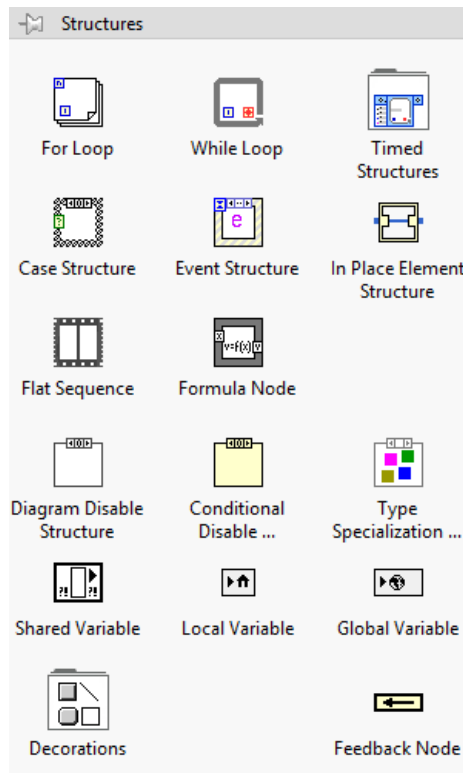 Structures
For Loop
While Loop
Timed
Structures
Case Structure
Event Structure
In Place Element
Structure
Flat Sequence
Formula Node
Diagram Disable
Structure
Conditional
Disable ...
Type
Specialization ...
Shared Variable
Local Variable
Global Variable
Decorations
Feedback Node